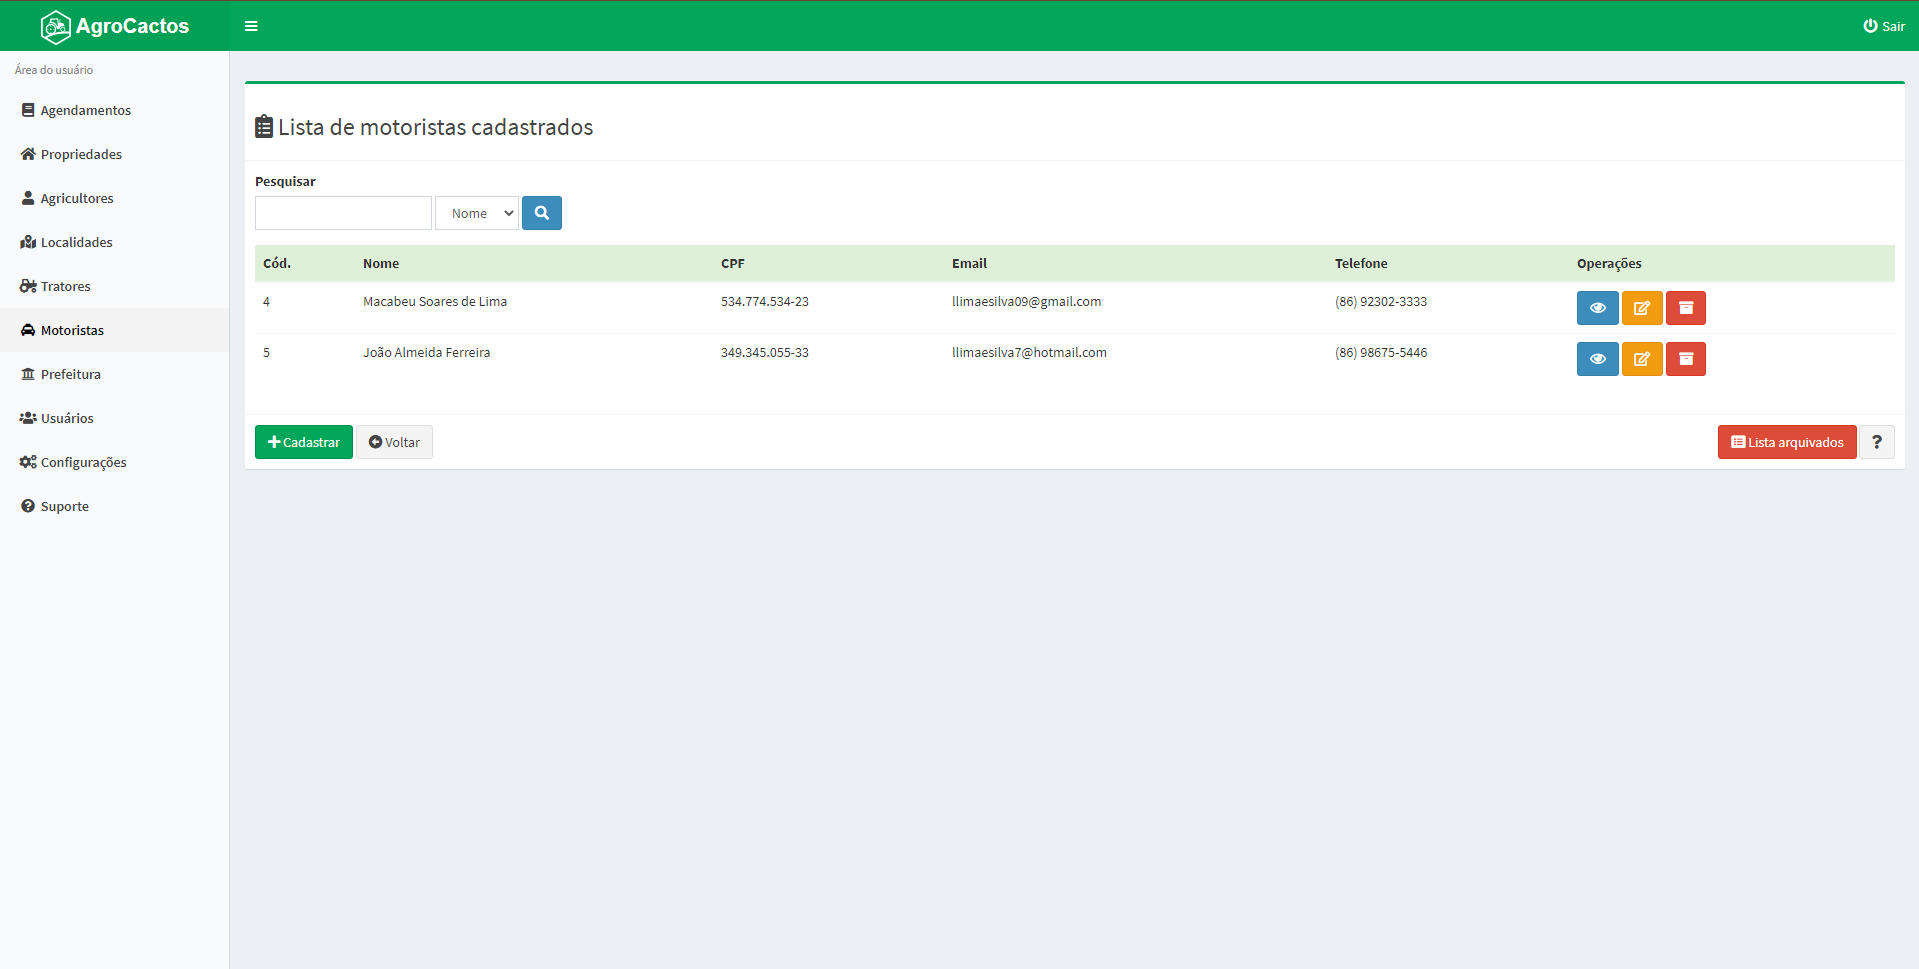 AgroCactos
Sair
Área do usuário
Agendamentos
Propriedades
Agricultores
Localidades
Tratores
Motoristas
Prefeitura
Usuários
Configurações
Suporte
Lista de motoristas cadastrados
Pesquisar
Nome
Cód. Nome CPF Email Telefone Operações
4 Macabeu Soares de Lima 534.774.534-23 llimaesilva09@gmail.com (86) 92302-3333
5 João Almeida Ferreira 349.345.055-33 llimaesilva7@hotmail.com (86) 98675-5446
Cadastrar Voltar Lista arquivados ?